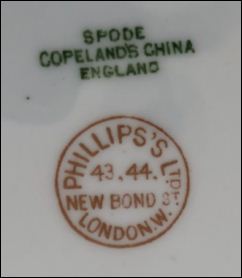 SPODE
COPELAND'S CHINA
ENGLAND
PHILLIPS'S LTD
43, 44.
NEW BOND ST.
LONDON. W.